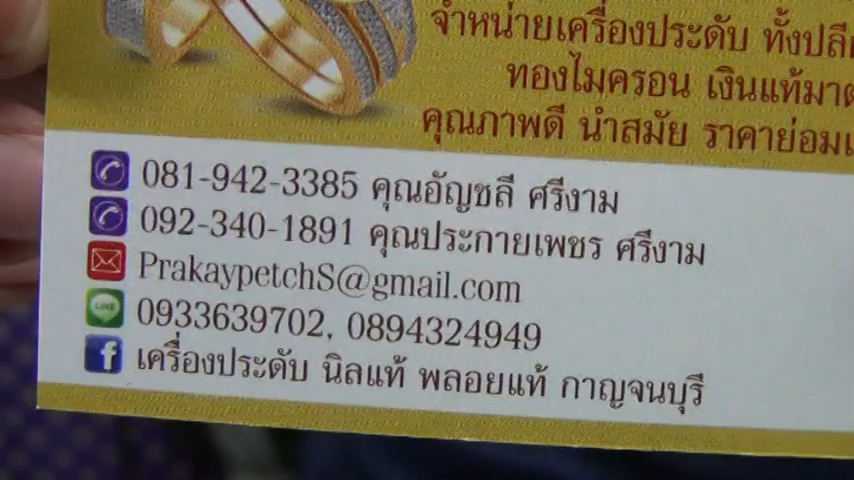 จำหน่ายเครื่องประดับ ทั้งปลีก
ทองไมครอน เงินแท้มาต
คุณภาพดี นำสมัย ราคาย่อมเ
081-942-3385 คุณอัญชลี ศรีงาม
092-340-1891 คุณประกายเพชร ศรีงาม
PrakaypetchS@gmail.com
LINE 0933639702, 0894324949
f เครื่องประดับ นิลแท้ พลอยแท้ กาญจนบุรี